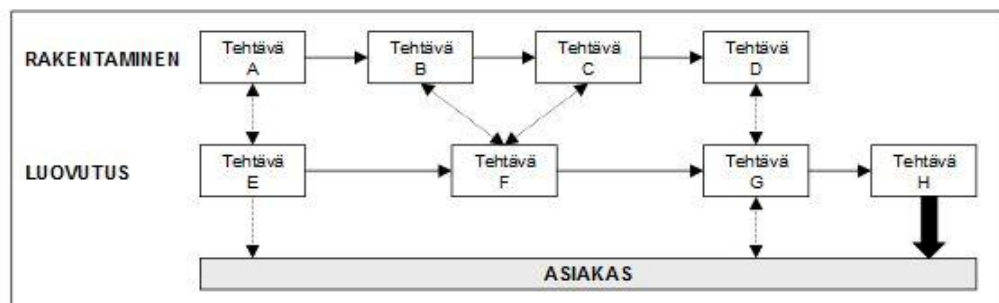 RAKENTAMINEN
Tehtävä
A
Tehtävä
B
Tehtävä
C
Tehtävä
D
LUOVUTUS
Tehtävä
E
Tehtävä
F
Tehtävä
G
Tehtävä
H
ASIAKAS